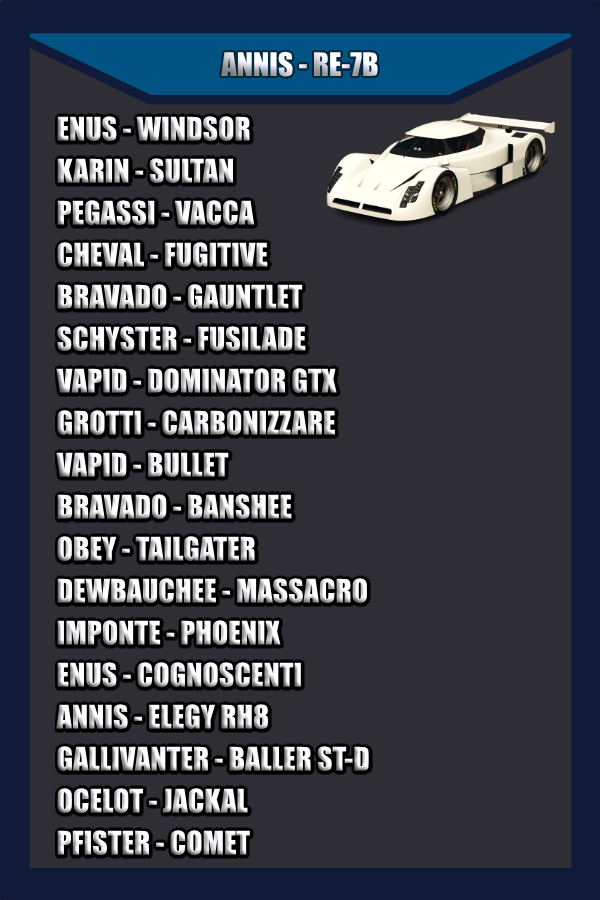 ANNIS - RE-7B
ENUS - WINDSOR
KARIN - SULTAN
PEGASSI - VACCA
CHEVAL - FUGITIVE
BRAVADO - GAUNTLET
SCHYSTER - FUSILADE
VAPID - DOMINATOR GTX
GROTTI - CARBONIZZARE
VAPID - BULLET
BRAVADO - BANSHEE
OBEY - TAILGATER
DEWBAUCHEE - MASSACRO
IMPONTE - PHOENIX
ENUS - COGNOSCENTI
ANNIS - ELEGY RH8
GALLIVANTER - BALLER ST-D
OCELOT - JACKAL
PFISTER - COMET